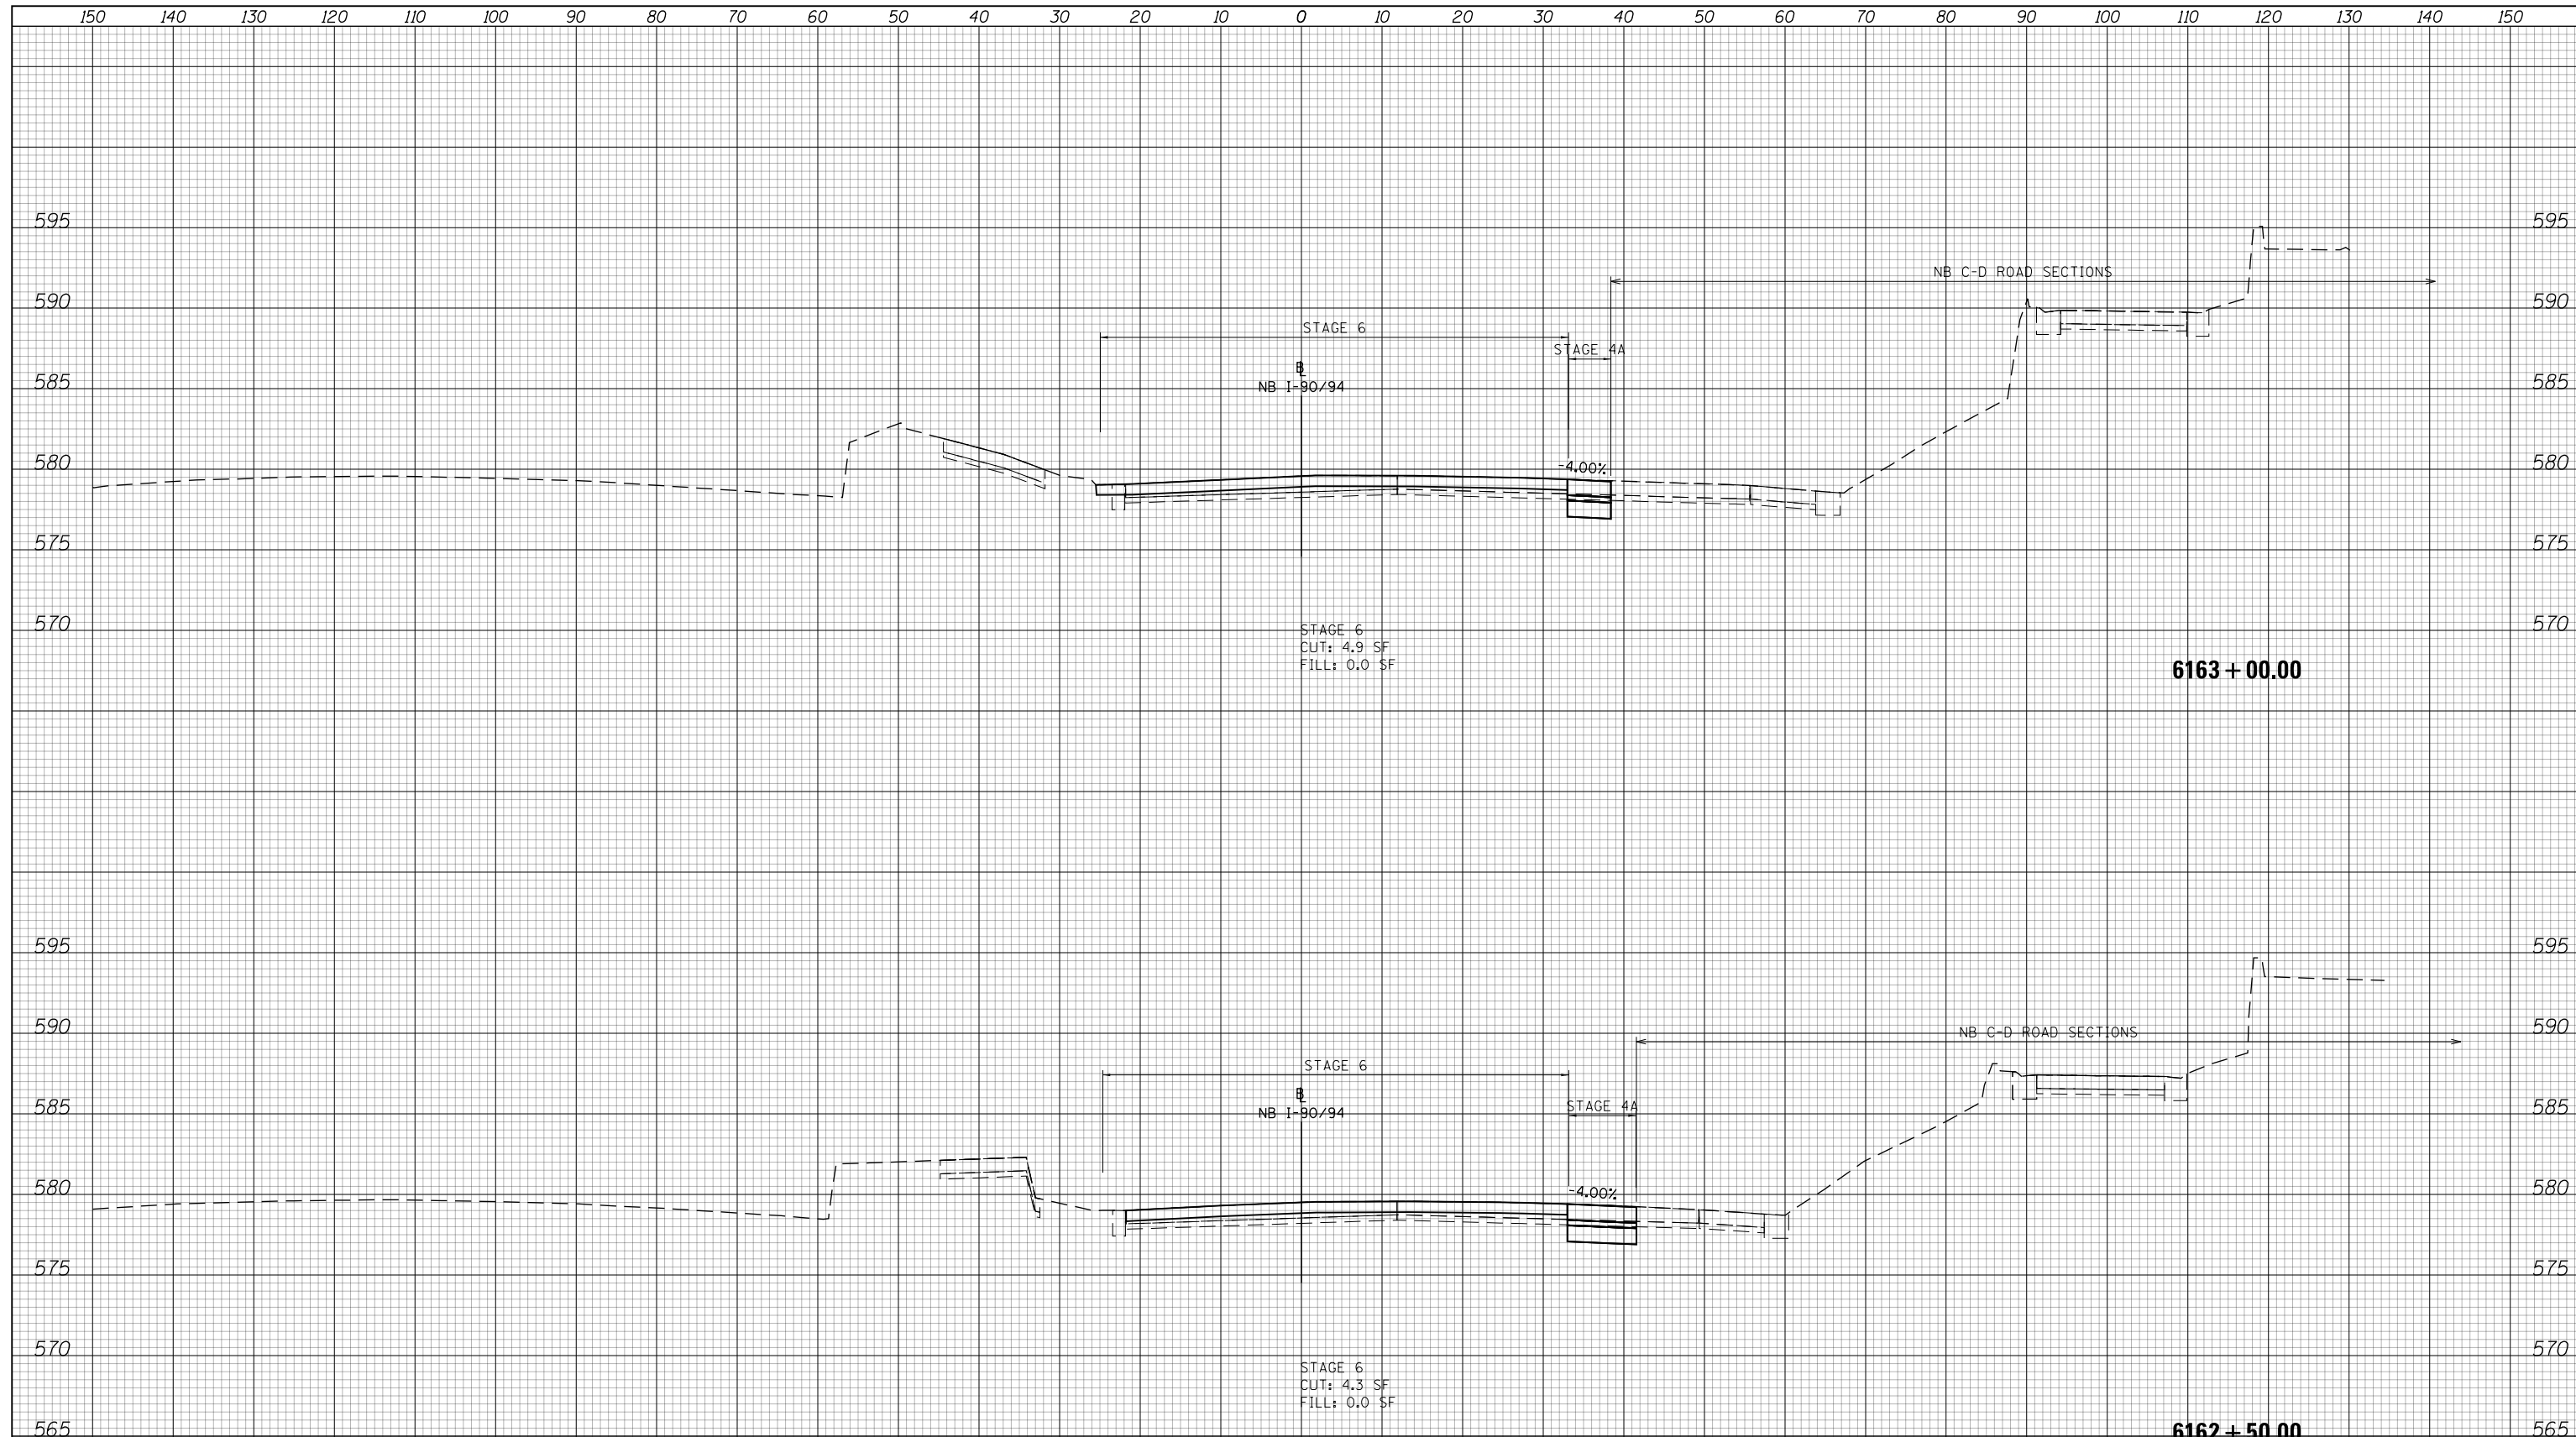 150 140 130 120 110 100 90 80 70 60 50 40 30 20 10 0 10 20 30 40 50 60 70 80 90 100 110 120 130 140 150
595 595
NB C-D ROAD SECTIONS
590 590
STAGE 6
STAGE 4A
B
L
585 NB I-90/94 585
580 -4.00% 580
575 575
570 570
STAGE 6
CUT: 4.9 SF
FILL: 0.0 SF
6163+00.00
595 595
590 NB C-D ROAD SECTIONS 590
STAGE 6
B
L
STAGE 4A
585 NB I-90/94 585
580 -4.00% 580
575 575
570 570
STAGE 6
CUT: 4.3 SF
FILL: 0.0 SF
565 6162+50.00 565